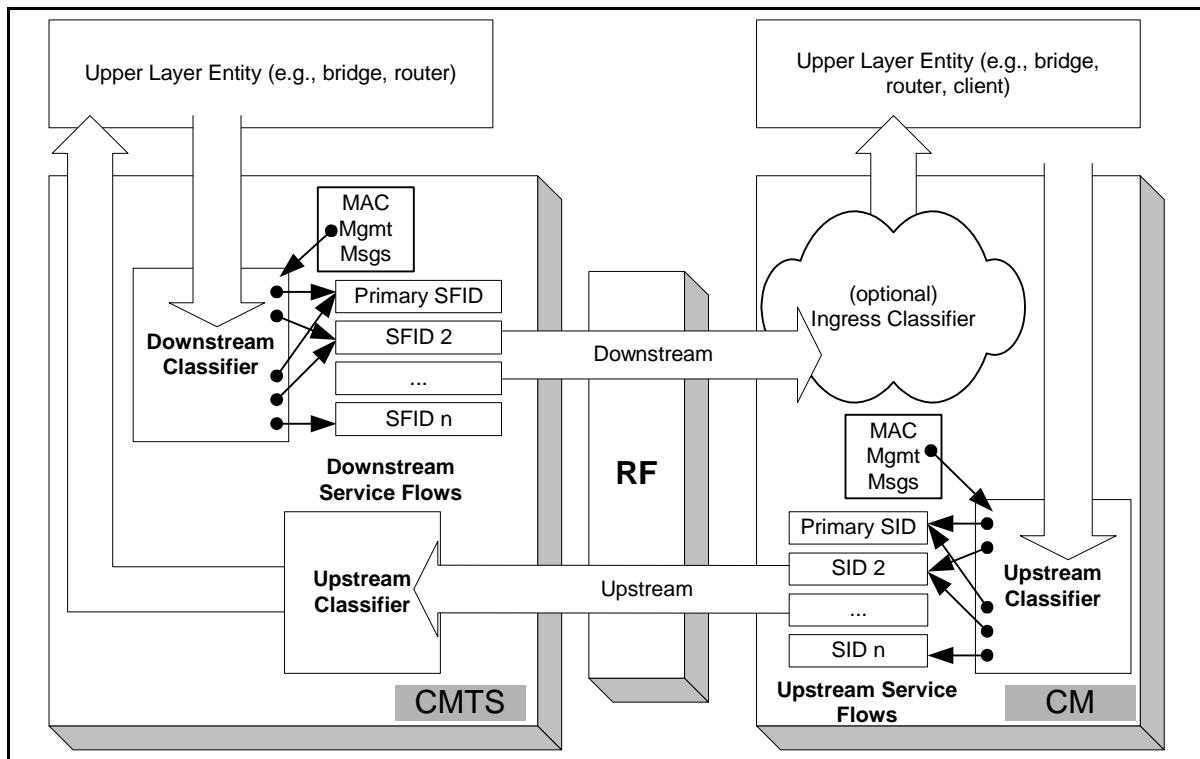 Upper Layer Entity (e.g., bridge, router)
Upper Layer Entity (e.g., bridge,
router, client)
MAC
Mgmt
Msgs
Downstream
Classifier
Primary SFID
SFID 2
...
SFID n
Downstream
Service Flows
Downstream
RF
(optional)
Ingress Classifier
MAC
Mgmt
Msgs
Primary SID
SID 2
...
SID n
Upstream
Classifier
Upstream Service
Flows
Upstream
Upstream
Classifier
CMTS
CM